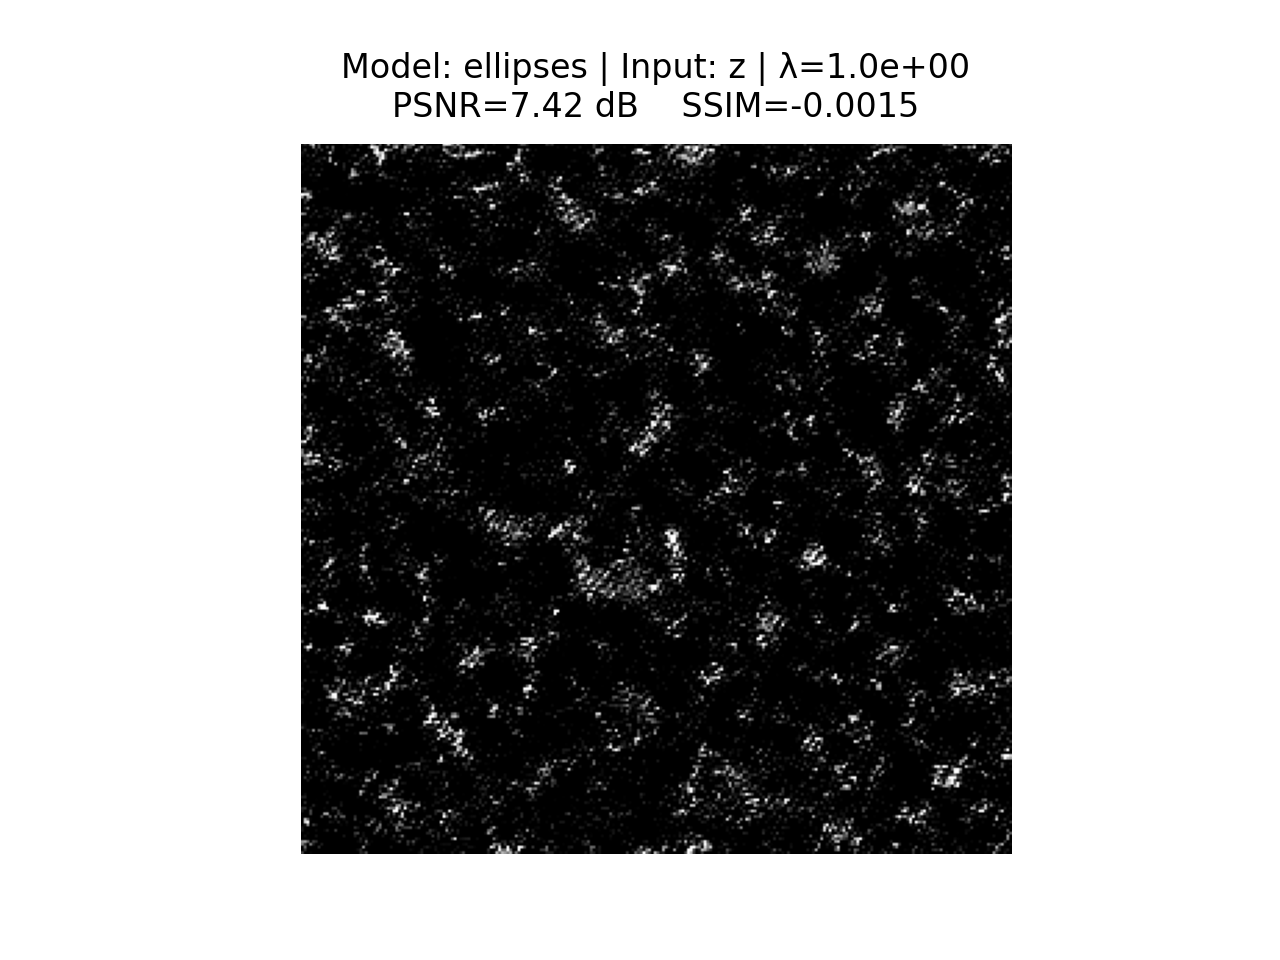 Model: ellipses | Input: z | λ=1.0e+00
PSNR=7.42 dB    SSIM=-0.0015